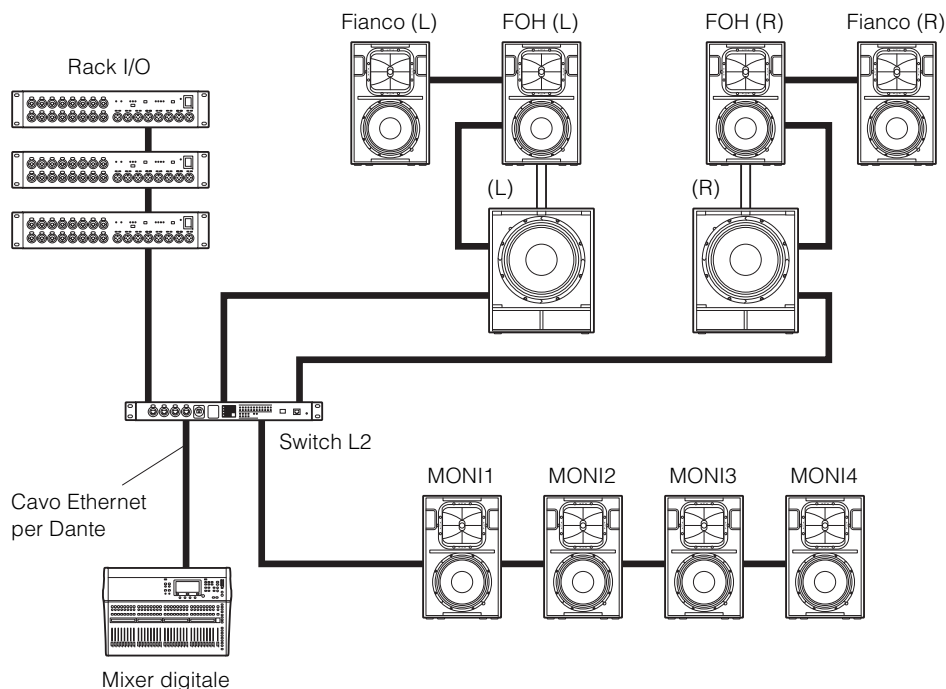 Fianco (L)
FOH (L)
FOH (R)
Fianco (R)
Rack I/O
(L)
(R)
Switch L2
Cavo Ethernet
per Dante
MONI1
MONI2
MONI3
MONI4
Mixer digitale